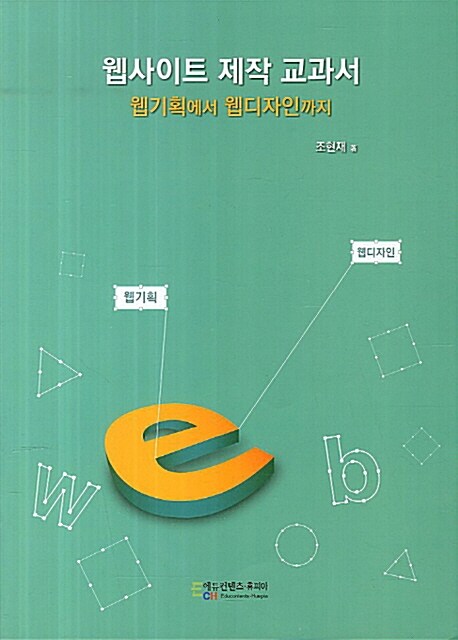 웹사이트 제작 교과서
웹기획에서 웹디자인까지
조현재 著
웹디자인
웹기획
w e b
에듀컨텐츠·휴피아
CH Educontents·Huepia